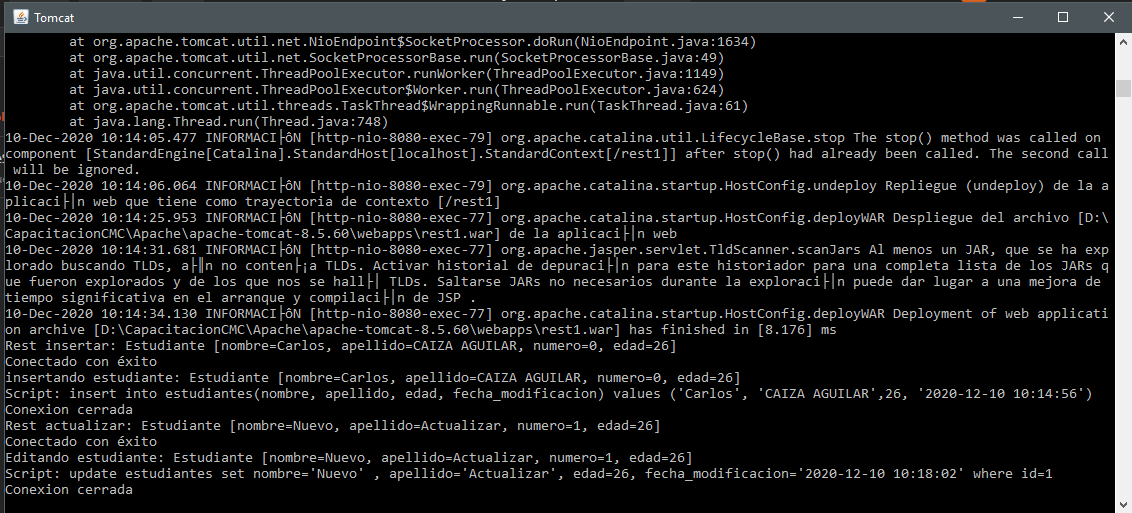 Tomcat
at org.apache.tomcat.util.net.NioEndpoint$SocketProcessor.doRun(NioEndpoint.java:1634)
at org.apache.tomcat.util.net.SocketProcessorBase.run(SocketProcessorBase.java:49)
at java.util.concurrent.ThreadPoolExecutor.runWorker(ThreadPoolExecutor.java:1149)
at java.util.concurrent.ThreadPoolExecutor$Worker.run(ThreadPoolExecutor.java:624)
at org.apache.tomcat.util.threads.TaskThread$WrappingRunnable.run(TaskThread.java:61)
at java.lang.Thread.run(Thread.java:748)
10-Dec-2020 10:14:05.477 INFORMACI├ôN [http-nio-8080-exec-79] org.apache.catalina.util.LifecycleBase.stop The stop() method was called on
component [StandardEngine[Catalina].StandardHost[localhost].StandardContext[/rest1]] after stop() had already been called. The second call
will be ignored.
10-Dec-2020 10:14:06.064 INFORMACI├ôN [http-nio-8080-exec-79] org.apache.catalina.startup.HostConfig.undeploy Repliegue (undeploy) de la a
plicaci├│n web que tiene como trayectoria de contexto [/rest1]
10-Dec-2020 10:14:25.953 INFORMACI├ôN [http-nio-8080-exec-77] org.apache.catalina.startup.HostConfig.deployWAR Despliegue del archivo [D:\
CapacitacionCMC\Apache\apache-tomcat-8.5.60\webapps\rest1.war] de la aplicaci├│n web
10-Dec-2020 10:14:31.681 INFORMACI├ôN [http-nio-8080-exec-77] org.apache.jasper.servlet.TldScanner.scanJars Al menos un JAR, que se ha exp
lorado buscando TLDs, a├║n no conten├¡a TLDs. Activar historial de depuraci├│n para este historiador para una completa lista de los JARs q
ue fueron explorados y de los que nos se hall├│ TLDs. Saltarse JARs no necesarios durante la exploraci├│n puede dar lugar a una mejora de
tiempo significativa en el arranque y compilaci├│n de JSP .
10-Dec-2020 10:14:34.130 INFORMACI├ôN [http-nio-8080-exec-77] org.apache.catalina.startup.HostConfig.deployWAR Deployment of web applicati
on archive [D:\CapacitacionCMC\Apache\apache-tomcat-8.5.60\webapps\rest1.war] has finished in [8.176] ms
Rest insertar: Estudiante [nombre=Carlos, apellido=CAIZA AGUILAR, numero=0, edad=26]
Conectado con éxito
insertando estudiante: Estudiante [nombre=Carlos, apellido=CAIZA AGUILAR, numero=0, edad=26]
Script: insert into estudiantes(nombre, apellido, edad, fecha_modificacion) values ('Carlos', 'CAIZA AGUILAR',26, '2020-12-10 10:14:56')
Conexion cerrada
Rest actualizar: Estudiante [nombre=Nuevo, apellido=Actualizar, numero=1, edad=26]
Conectado con éxito
Editando estudiante: Estudiante [nombre=Nuevo, apellido=Actualizar, numero=1, edad=26]
Script: update estudiantes set nombre='Nuevo' , apellido='Actualizar', edad=26, fecha_modificacion='2020-12-10 10:18:02' where id=1
Conexion cerrada